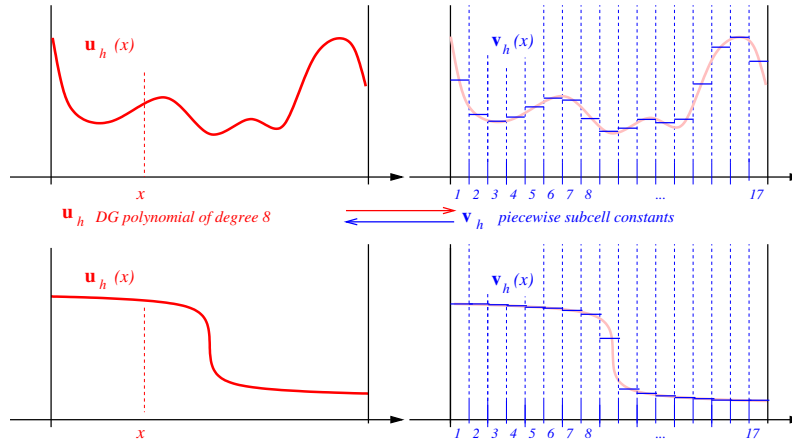 u h (x)
v h (x)
x
1 2 3 4 5 6 7 8 ... 17
u h DG polynomial of degree 8
v h piecewise subcell constants
u h (x)
v h (x)
x
1 2 3 4 5 6 7 8 ... 17